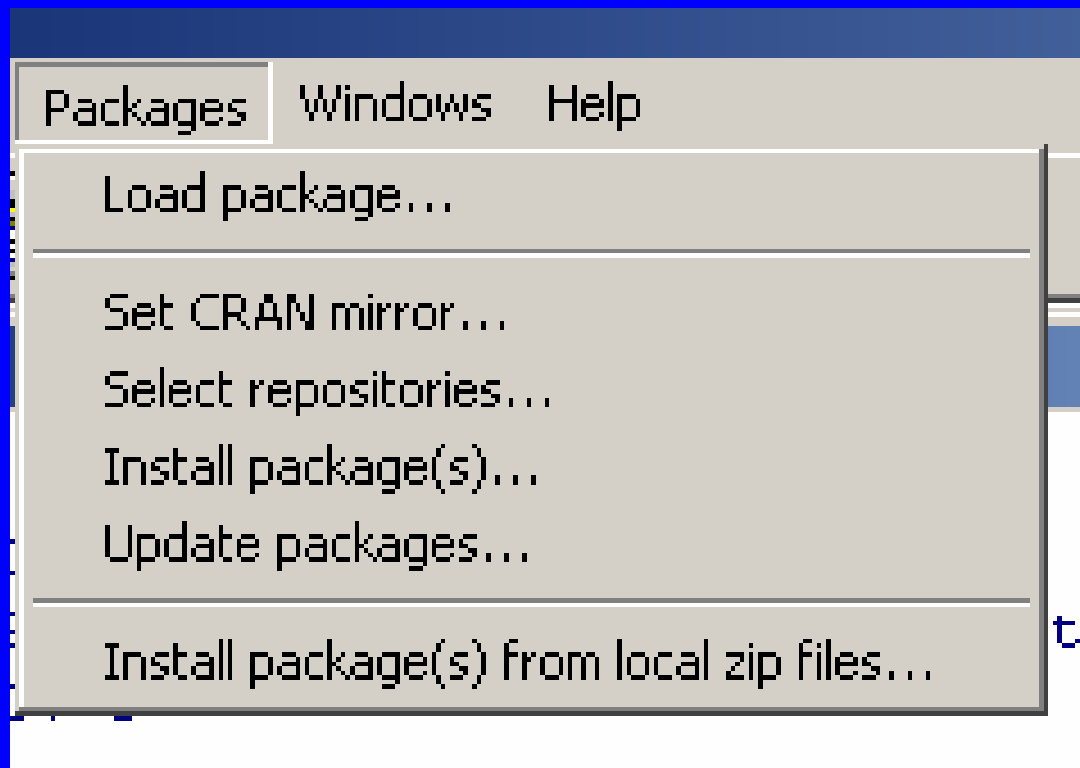 Packages Windows Help
Load package...
Set CRAN mirror...
Select repositories...
Install package(s)...
Update packages...
Install package(s) from local zip files...